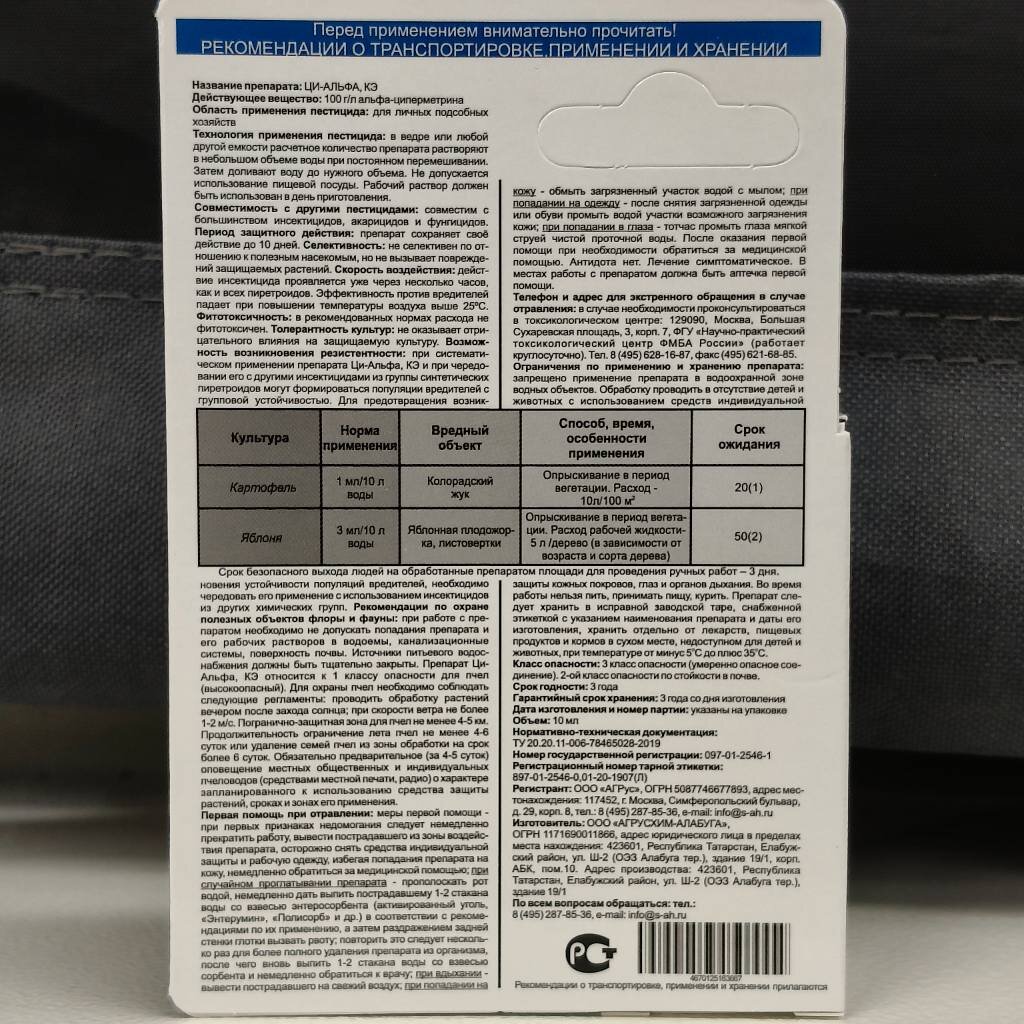 Перед применением внимательно прочитать!
РЕКОМЕНДАЦИИ О ТРАНСПОРТИРОВКЕ,ПРИМЕНЕНИИ И ХРАНЕНИИ
Название препарата: ЦИ-АЛЬФА, КЭ
Действующее вещество: 100 г/л альфа-циперметрина
Область применения пестицида: для личных подсобных
хозяйств
Технология применения пестицида: в ведре или любой
другой емкости расчетное количество препарата растворяют
в небольшом объеме воды при постоянном перемешивании.
Затем доливают воду до нужного объема. Не допускается
использование пищевой посуды. Рабочий раствор должен
быть использован в день приготовления.
Совместимость с другими пестицидами: совместим с
большинством инсектицидов, акарицидов и фунгицидов.
Период защитного действия: препарат сохраняет своё
действие до 10 дней. Селективность: не селективен по от-
ношению к полезным насекомым, но не вызывает поврежде-
ний защищаемых растений. Скорость воздействия: дейст-
вие инсектицида проявляется уже через несколько часов,
как и всех пиретроидов. Эффективность против вредителей
падает при повышении температуры воздуха выше 25°С.
Фитотоксичность: в рекомендованных нормах расхода не
фитотоксичен. Толерантность культур: не оказывает отри-
цательного влияния на защищаемую культуру. Возмож-
ность возникновения резистентности: при системати-
ческом применении препарата Ци-Альфа, КЭ и при чередо-
вании его с другими инсектицидами из группы синтетических
пиретроидов могут формироваться популяции вредителей с
групповой устойчивостью. Для предотвращения возник-
кожу - обмыть загрязненный участок водой с мылом; при
попадании на одежду - после снятия загрязненной одежды
или обуви промыть водой участки возможного загрязнения
кожи; при попадании в глаза - тотчас промыть глаза мягкой
струей чистой проточной воды. После оказания первой
помощи при необходимости обратиться за медицинской
помощью. Антидота нет. Лечение симптоматическое. В
местах работы с препаратом должна быть аптечка первой
помощи.
Телефон и адрес для экстренного обращения в случае
отравления: в случае необходимости проконсультироваться
в токсикологическом центре: 129090, Москва, Большая
Сухаревская площадь, 3, корп. 7, ФГУ «Научно-практический
токсикологический центр ФМБА России» (работает
круглосуточно). Тел. 8 (495) 628-16-87, факс (495) 621-68-85.
Ограничения по применению и хранению препарата:
запрещено применение препарата в водоохранной зоне
водных объектов. Обработку проводить в отсутствие детей и
животных с использованием средств индивидуальной
Культура
Норма применения
Вредный объект
Способ, время, особенности применения
Срок ожидания
Картофель
1 мл/10 л воды
Колорадский жук
Опрыскивание в период вегетации. Расход - 10л/100 м²
20(1)
Яблоня
3 мл/10 л воды
Яблонная плодожор-ка, листовертки
Опрыскивание в период вегета-ции. Расход рабочей жидкости- 5 л /дерево (в зависимости от возраста и сорта дерева)
50(2)
Срок безопасного выхода людей на обработанные препаратом площади для проведения ручных работ – 3 дня.
новения устойчивости популяций вредителей, необходимо
чередовать его применение с использованием инсектицидов
из других химических групп. Рекомендации по охране
полезных объектов флоры и фауны: при работе с пре-
паратом необходимо не допускать попадания препарата и
его рабочих растворов в водоемы, канализационные
системы, поверхность почвы. Источники питьевого водос-
набжения должны быть тщательно закрыты. Препарат Ци-
Альфа, КЭ относится к 1 классу опасности для пчел
(высокоопасный). Для охраны пчел необходимо соблюдать
следующие регламенты: проводить обработку растений
вечером после захода солнца; при скорости ветра не более
1-2 м/с. Погранично-защитная зона для пчел не менее 4-5 км.
Продолжительность ограничение лета пчел не менее 4-6
суток или удаление семей пчел из зоны обработки на срок
более 6 суток. Обязательно предварительное (за 4-5 суток)
оповещение местных общественных и индивидуальных
пчеловодов (средствами местной печати, радио) о характере
запланированного к использованию средства защиты
растений, сроках и зонах его применения.
Первая помощь при отравлении: меры первой помощи -
при первых признаках недомогания следует немедленно
прекратить работу, вывести пострадавшего из зоны воздейс-
твия препарата, осторожно снять средства индивидуальной
защиты и рабочую одежду, избегая попадания препарата на
кожу, немедленно обратиться за медицинской помощью; при
случайном проглатывании препарата - прополоскать рот
водой, немедленно дать выпить пострадавшему 1-2 стакана
воды со взвесью энтеросорбента (активированный уголь,
«Энтерумин», «Полисорб» и др.) в соответствии с рекоме-
ндациями по их применению, а затем раздражением задней
стенки глотки вызвать рвоту; повторить это следует несколь-
ко раз для более полного удаления препарата из организма,
после чего вновь выпить 1-2 стакана воды со взвесью
сорбента и немедленно обратиться к врачу; при вдыхании -
вывести пострадавшего на свежий воздух; при попадании на
защиты кожных покровов, глаз и органов дыхания. Во время
работы нельзя пить, принимать пищу, курить. Препарат сле-
дует хранить в исправной заводской таре, снабженной
этикеткой с указанием наименования препарата и даты его
изготовления, хранить отдельно от лекарств, пищевых
продуктов и кормов в сухом месте, недоступном для детей и
животных, при температуре от минус 5°С до плюс 35°С.
Класс опасности: 3 класс опасности (умеренно опасное сое-
динение). 2-ой класс опасности по стойкости в почве.
Срок годности: 3 года
Гарантийный срок хранения: 3 года со дня изготовления
Дата изготовления и номер партии: указаны на упаковке
Объем: 10 мл
Нормативно-техническая документация:
ТУ 20.20.11-006-78465028-2019
Номер государственной регистрации: 097-01-2546-1
Регистрационный номер тарной этикетки:
897-01-2546-0,01-20-1907(Л)
Регистрант: ООО «АГРус», ОГРН 5087746677893, адрес мес-
тонахождения: 117452, г. Москва, Симферопольский бульвар,
д. 29, корп. 8, тел.: 8 (495) 287-85-36, e-mail: info@s-ah.ru
Изготовитель: ООО «АГРУСХИМ-АЛАБУГА»,
ОГРН 1171690011866, адрес юридического лица в пределах
места нахождения: 423601, Республика Татарстан, Елабуж-
ский район, ул. Ш-2 (ОЭЗ Алабуга тер.), здание 19/1, корп.
АБК, пом.10. Адрес производства: 423601, Республика
Татарстан, Елабужский район, ул. Ш-2 (ОЭЗ Алабуга тер.),
здание 19/1
По всем вопросам обращаться: тел.:
8 (495) 287-85-36, e-mail: info@s-ah.ru
РСТ
4670125163667
Рекомендации о транспортировке, применении и хранении прилагаются